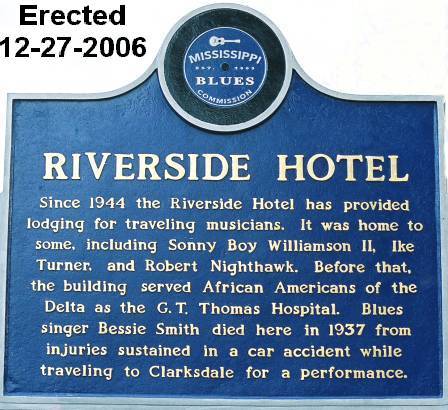 Erected
12-27-2006
MISSISSIPPI
EST. 2003
BLUES
COMMISSION
RIVERSIDE HOTEL
Since 1944 the Riverside Hotel has provided
lodging for traveling musicians. It was home to
some, including Sonny Boy Williamson II, Ike
Turner, and Robert Nighthawk. Before that,
the building served African Americans of the
Delta as the G.T. Thomas Hospital. Blues
singer Bessie Smith died here in 1937 from
injuries sustained in a car accident while
traveling to Clarksdale for a performance.